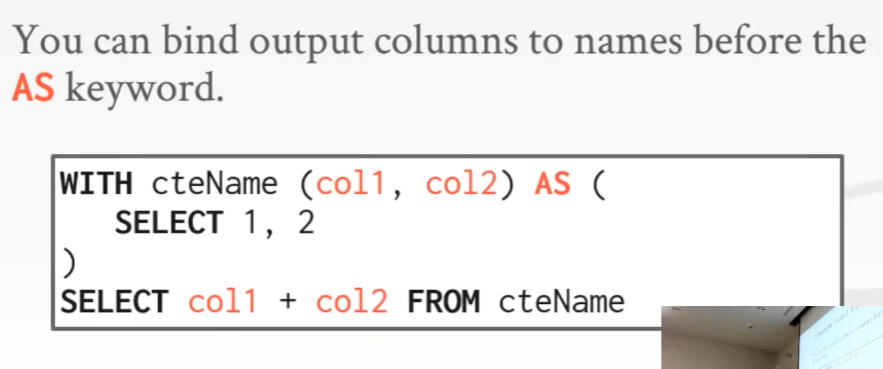 You can bind output columns to names before the
AS keyword.
WITH cteName (col1, col2) AS (
SELECT 1, 2
)
SELECT col1 + col2 FROM cteName